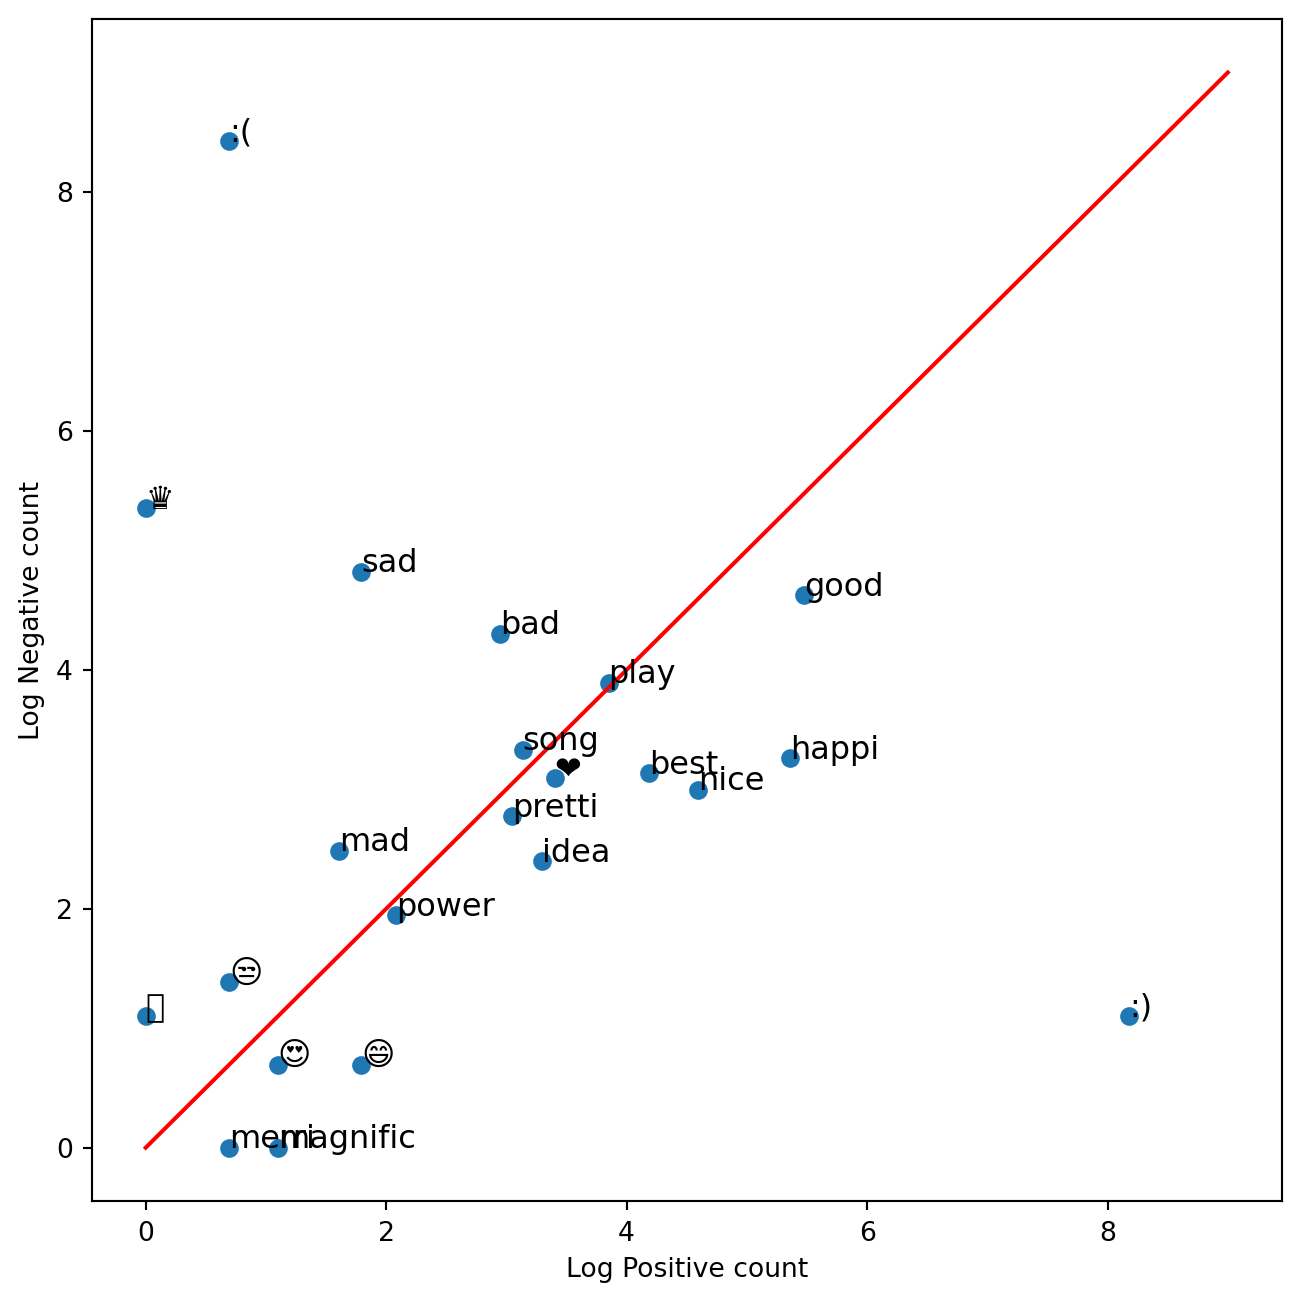 :(
8
6
♛
sad
good
bad
4
play
song
happi
❤
best
nice
pretti
mad
idea
2
power
😒
:)
😍
😄
merri
magnific
0
0
2
4
6
8
Log Positive count
Log Negative count